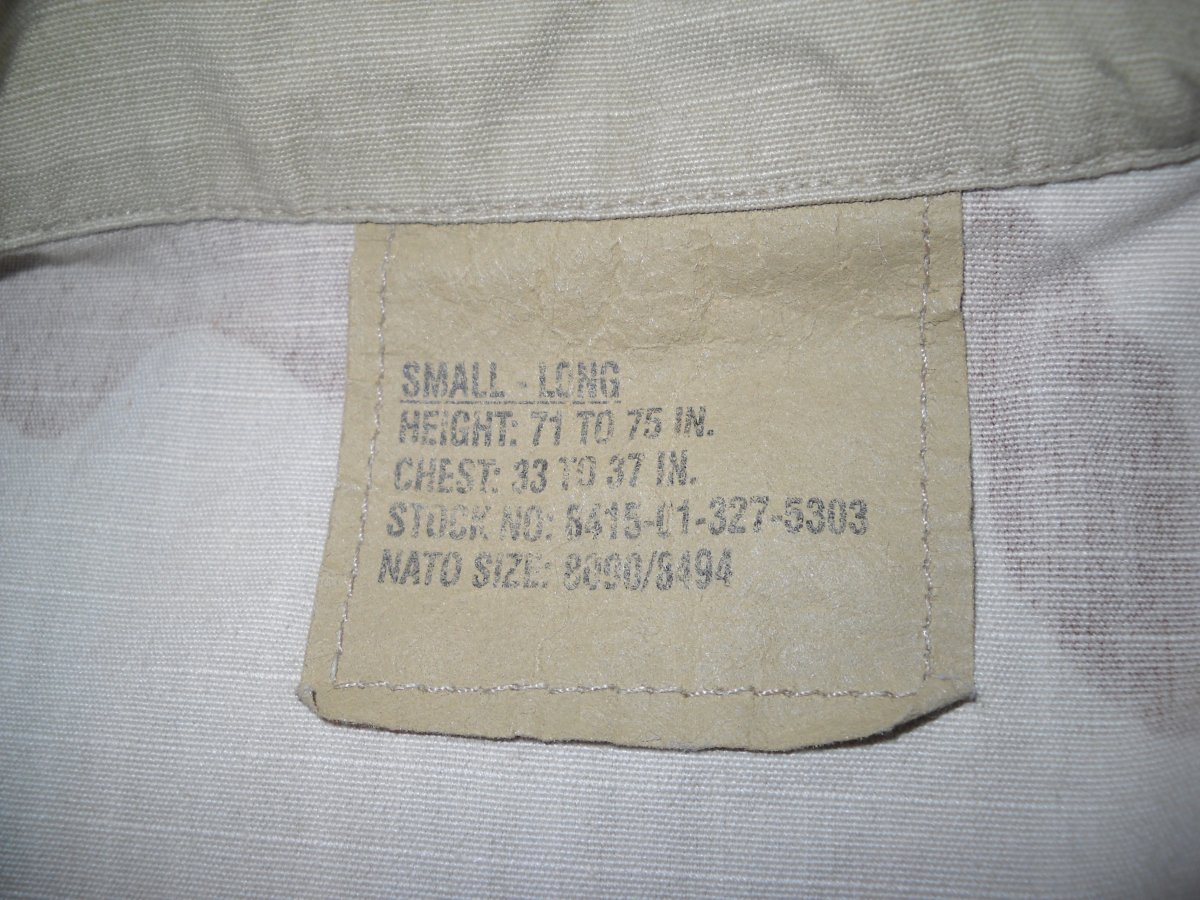 SMALL - LONG
HEIGHT: 71 TO 75 IN.
CHEST: 33 TO 37 IN.
STOCK NO: 8415-01-327-5303
NATO SIZE: 8090/8494